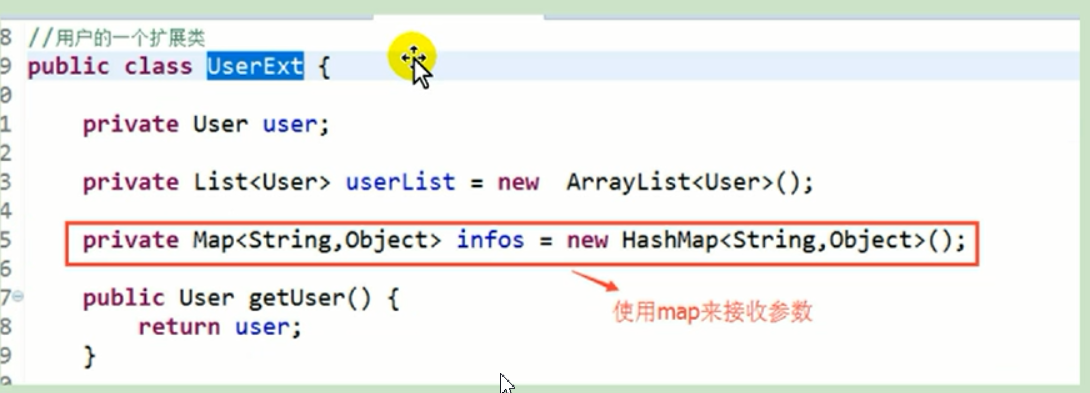 8 //用户的一个扩展类
9 public class UserExt {
0
1 private User user;
2
3 private List<User> userList = new  ArrayList<User>();
4
5 private Map<String,Object> infos = new HashMap<String,Object>();
6
7 public User getUser() {
使用map来接收参数
8 return user;
9 }